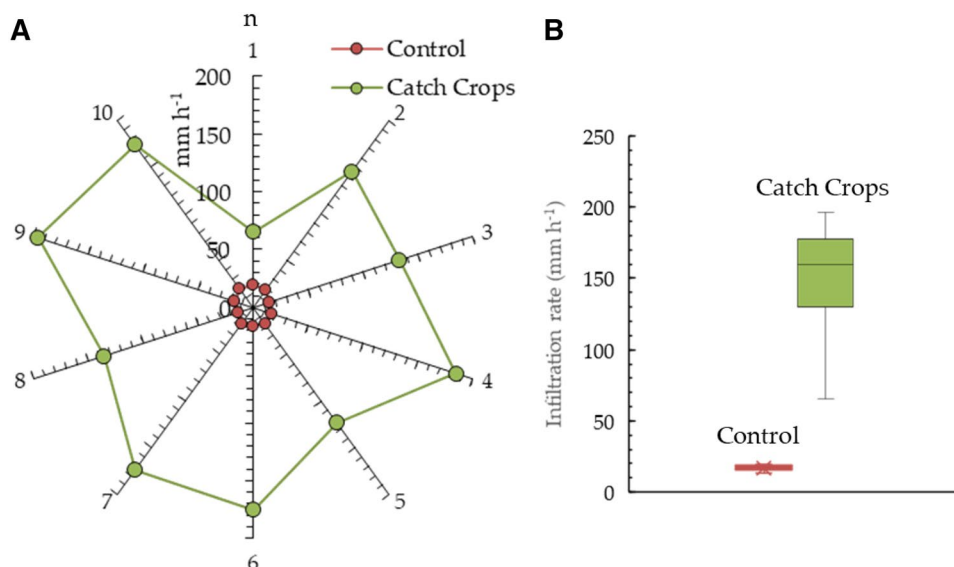 A
n
1
Control
Catch Crops
200
150
100
50
0
mm h⁻¹
2
3
4
5
6
7
8
9
10
B
Infiltration rate (mm h⁻¹)
250
200
150
100
50
0
Catch Crops
Control